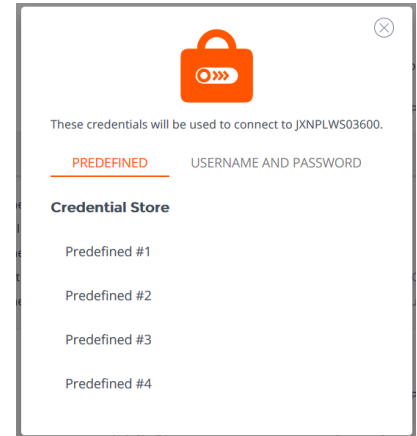 These credentials will be used to connect to JXNPLWS03600.
PREDEFINED USERNAME AND PASSWORD
Credential Store
Predefined #1
Predefined #2
Predefined #3
Predefined #4